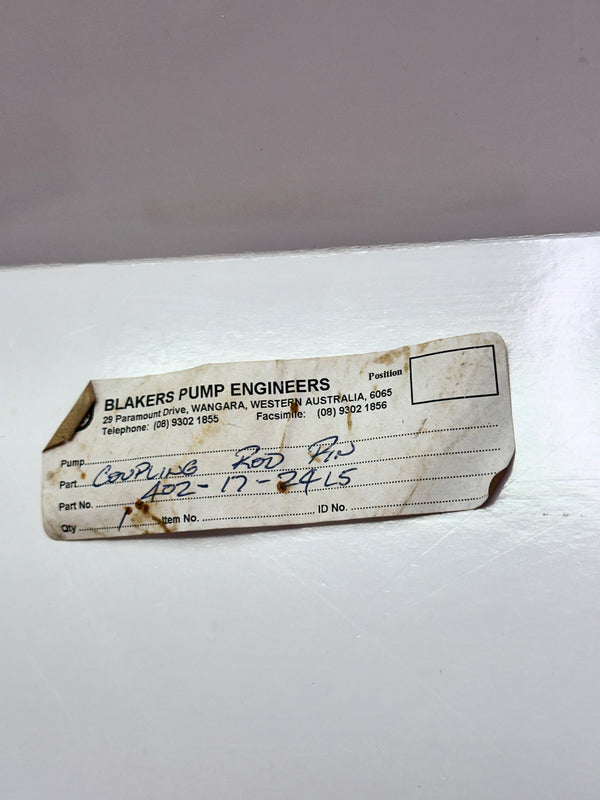 BLAKERS PUMP ENGINEERS
Position
29 Paramount Drive, WANGARA, WESTERN AUSTRALIA, 6065
Telephone: (08) 9302 1855 Facsimile: (08) 9302 1856
Pump
Part COUPLING ROD PIN
Part No. 402-17-2415
Qty 1 Item No. ID No.